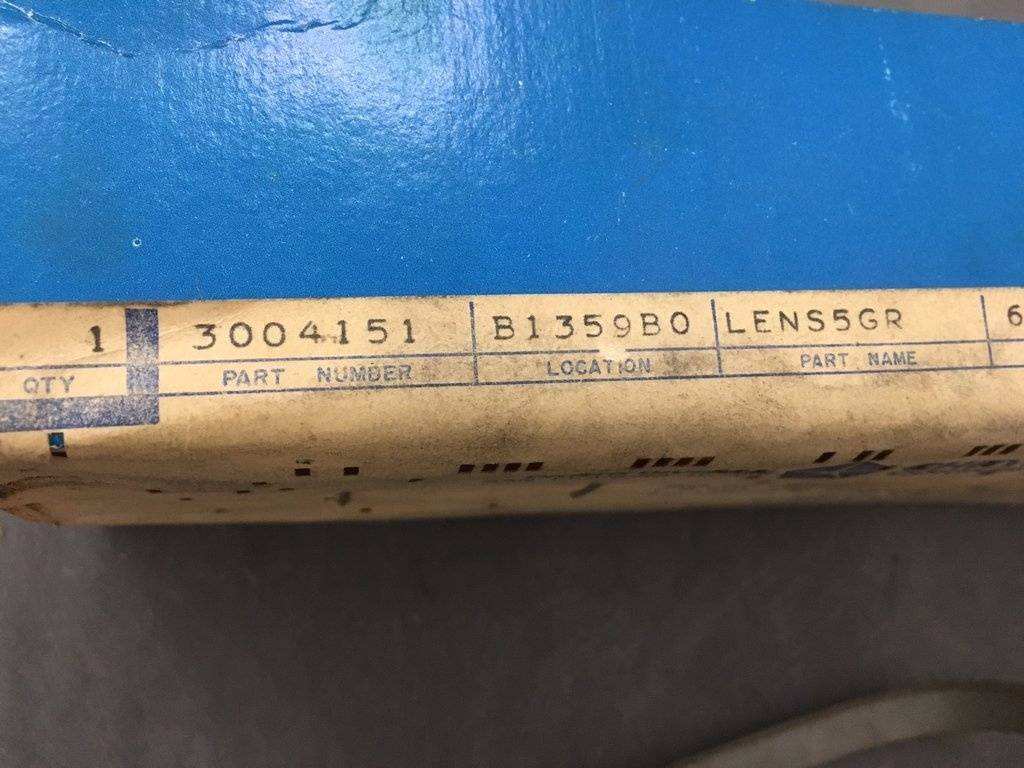 1 3004151 B1359B0 LENS5GR 6
QTY PART NUMBER LOCATION PART NAME